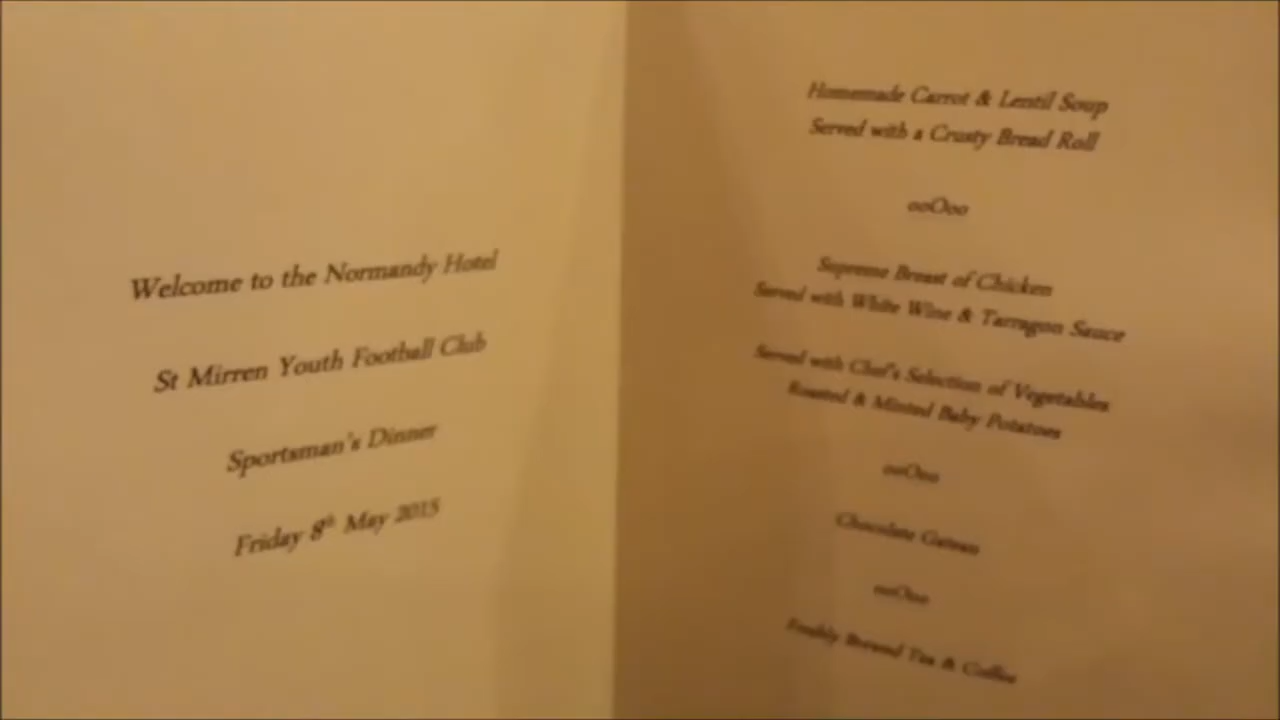 Welcome to the Normandy Hotel
St Mirren Youth Football Club
Sportsman's Dinner
Friday 8th May 2015
Homemade Carrot & Lentil Soup
Served with a Crusty Bread Roll
ooOoo
Supreme Breast of Chicken
Served with White Wine & Tarragon Sauce
Served with Chef's Selection of Vegetables
Roasted & Minted Baby Potatoes
ooOoo
Chocolate Gateau
ooOoo
Freshly Brewed Tea & Coffee